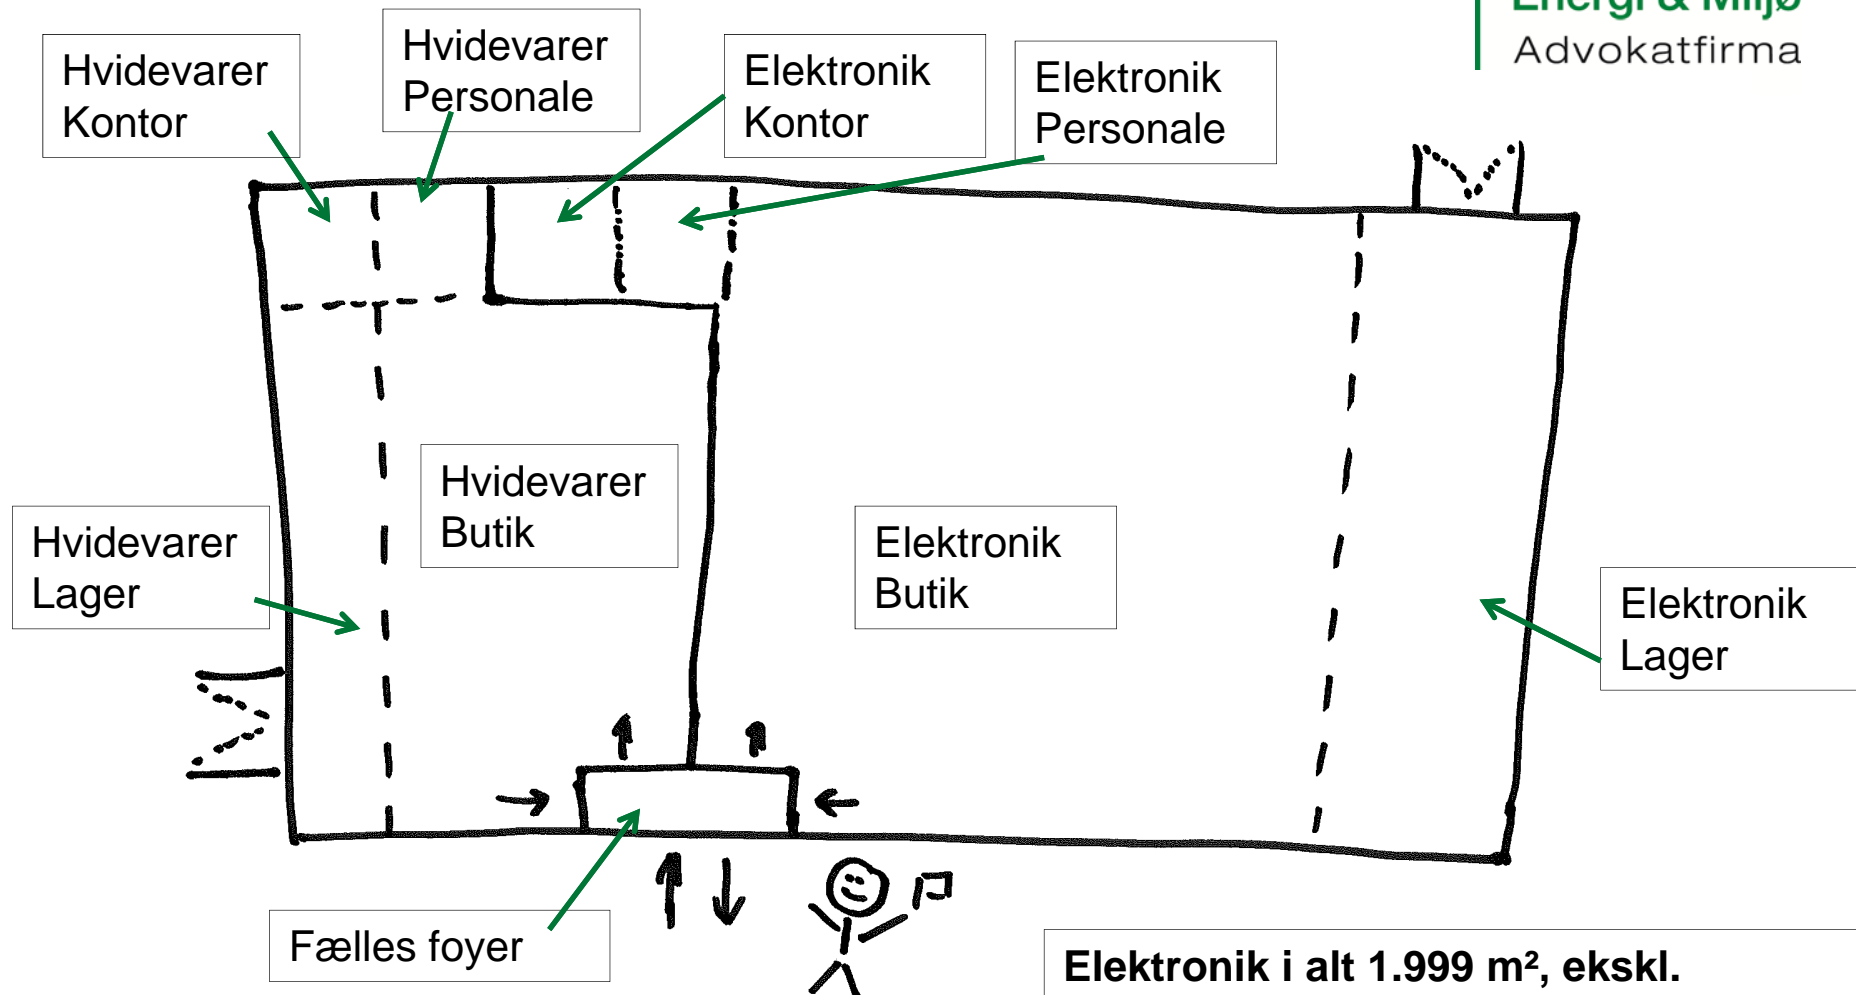 Energi & Miljø
Advokatfirma
Hvidevarer
Kontor
Hvidevarer
Personale
Elektronik
Kontor
Elektronik
Personale
Hvidevarer
Butik
Hvidevarer
Lager
Elektronik
Butik
Elektronik
Lager
Fælles foyer
Elektronik i alt 1.999 m², ekskl.